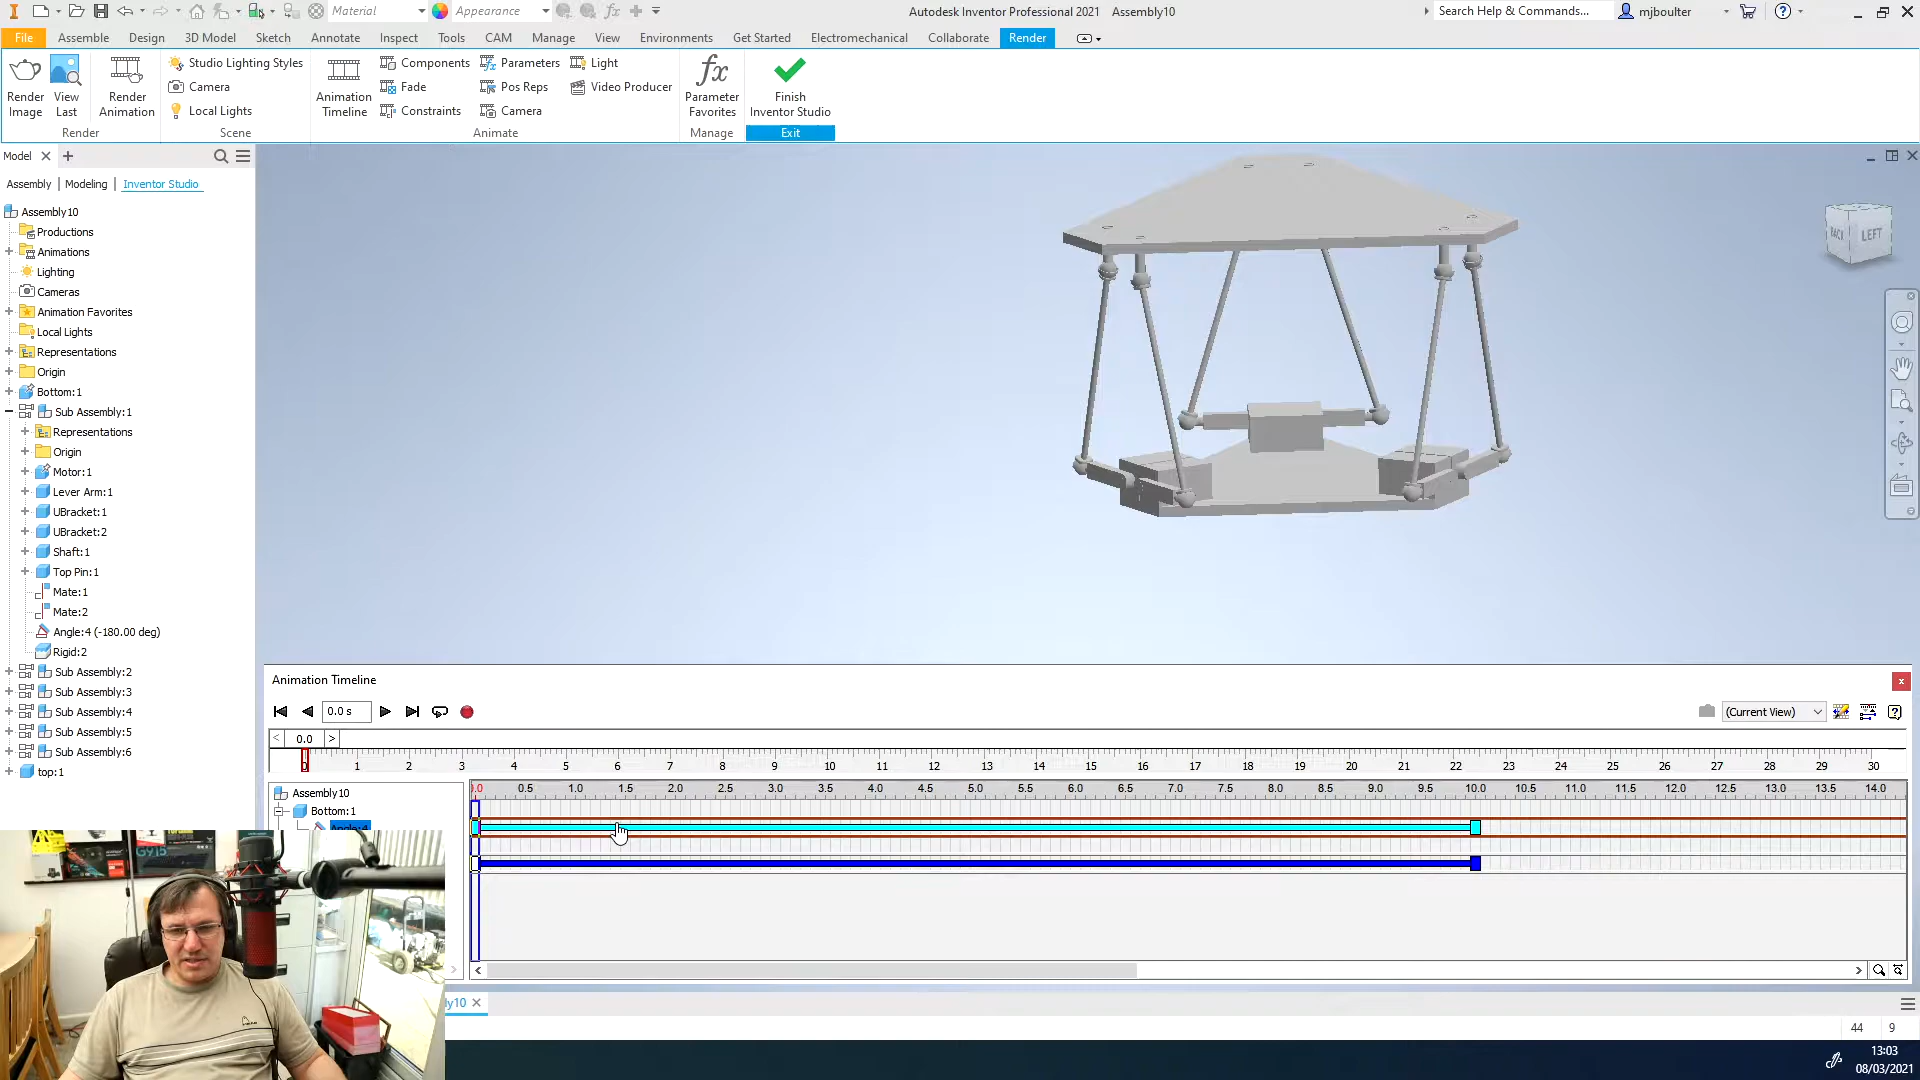 Material
Appearance
Autodesk Inventor Professional 2021 Assembly10
Search Help & Commands...
mjboulter
File Assemble Design 3D Model Sketch Annotate Inspect Tools CAM Manage View Environments Get Started Electromechanical Collaborate Render
Render Image
View Last
Render Animation
Studio Lighting Styles
Camera
Local Lights
Animation Timeline
Components
Fade
Constraints
Parameters
Pos Reps
Camera
Light
Video Producer
Parameter Favorites
Finish Inventor Studio
Render Scene Animate Manage Exit
Model
Assembly Modeling Inventor Studio
Assembly10
Productions
Animations
Lighting
Cameras
Animation Favorites
Local Lights
Representations
Origin
Bottom:1
Sub Assembly:1
Representations
Origin
Motor:1
Lever Arm:1
UBracket:1
UBracket:2
Shaft:1
Top Pin:1
Mate:1
Mate:2
Angle:4 (-180.00 deg)
Rigid:2
Sub Assembly:2
Sub Assembly:3
Sub Assembly:4
Sub Assembly:5
Sub Assembly:6
top:1
BACK LEFT
Animation Timeline
0.0 s
(Current View)
< 0.0 >
0 1 2 3 4 5 6 7 8 9 10 11 12 13 14 15 16 17 18 19 20 21 22 23 24 25 26 27 28 29 30
0.5 1.0 1.5 2.0 2.5 3.0 3.5 4.0 4.5 5.0 5.5 6.0 6.5 7.0 7.5 8.0 8.5 9.0 9.5 10.0 10.5 11.0 11.5 12.0 12.5 13.0 13.5 14.0
Assembly10
Bottom:1
Angle:4
ly10
44 9
13:03
08/03/2021
G915